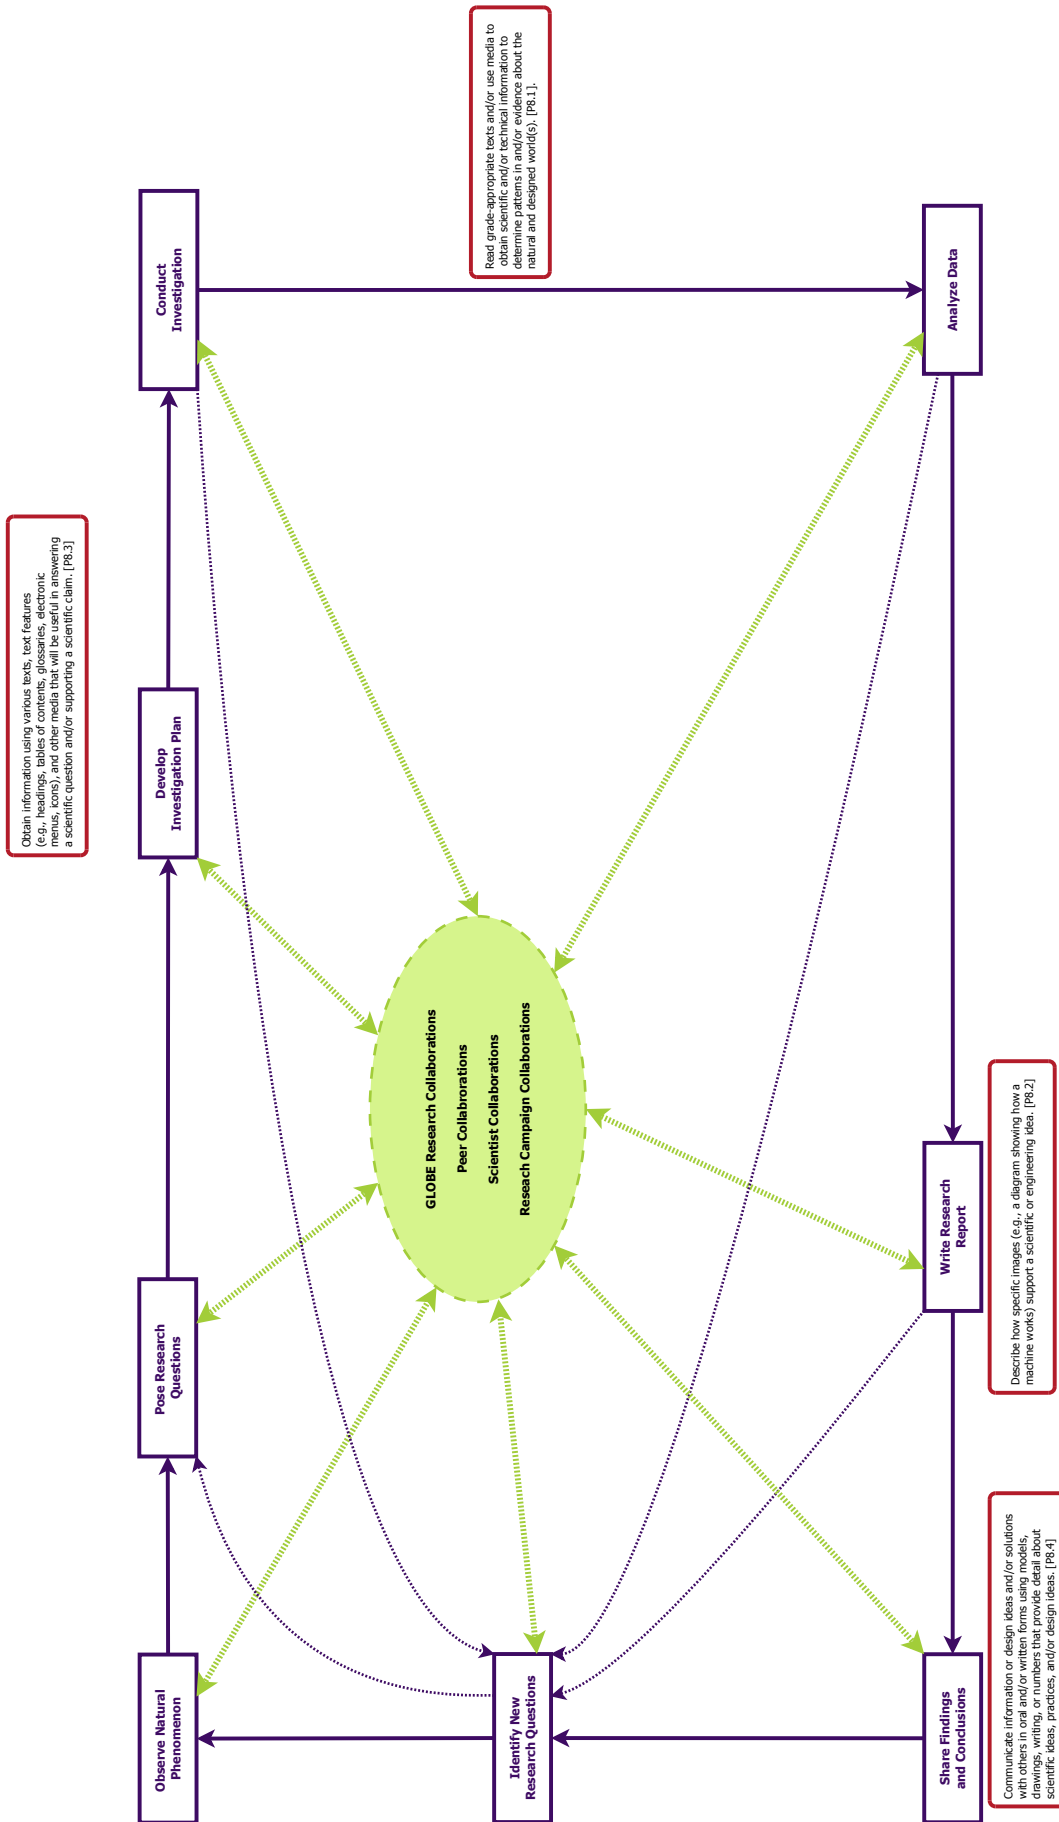 Obtain information using various texts, text features
(e.g., headings, tables of contents, glossaries, electronic
menus, icons), and other media that will be useful in answering
a scientific question and/or supporting a scientific claim. [P8.3]
Observe Natural
Phenomenon
Pose Research
Questions
Develop
Investigation Plan
Conduct
Investigation
Identify New
Research Questions
GLOBE Research Collaborations
Peer Collabrorations
Scientist Collaborations
Reseach Campaign Collaborations
Read grade-appropriate texts and/or use media to
obtain scientific and/or technical information to
determine patterns in and/or evidence about the
natural and designed world(s). [P8.1].
Share Findings
and Conclusions
Write Research
Report
Analyze Data
Communicate information or design ideas and/or solutions
with others in oral and/or written forms using models,
drawings, writing, or numbers that provide detail about
scientific ideas, practices, and/or design ideas. [P8.4]
Describe how specific images (e.g., a diagram showing how a
machine works) support a scientific or engineering idea. [P8.2]